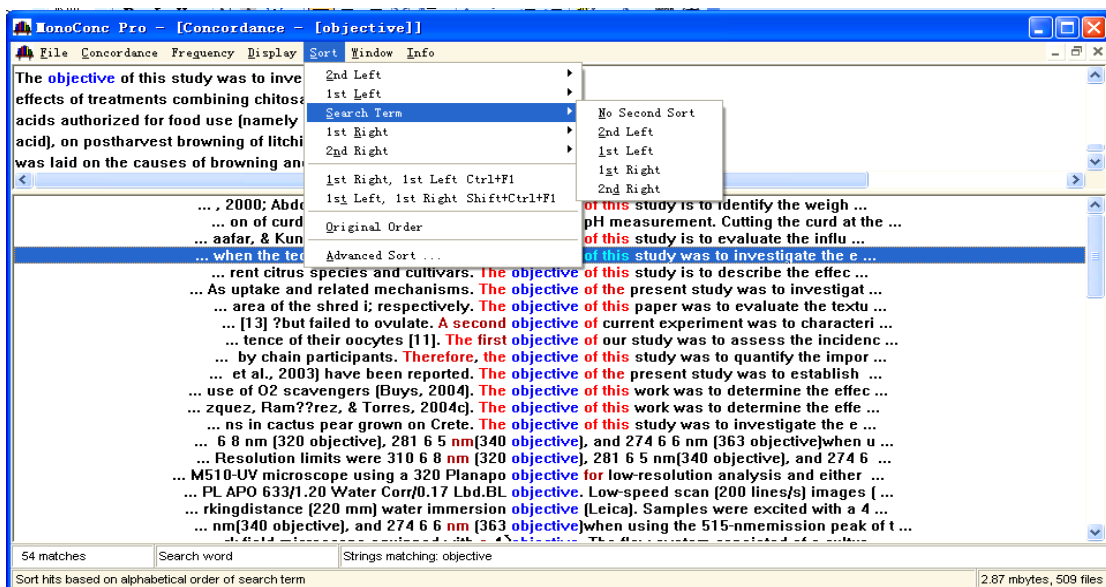 MonoConc Pro - [Concordance - [objective]]
File Concordance Frequency Display Sort Window Info
The objective of this study was to inve
effects of treatments combining chitosa
acids authorized for food use (namely
acid), on postharvest browning of litchi
was laid on the causes of browning an
2nd Left
1st Left
Search Term
1st Right
2nd Right
1st Right, 1st Left Ctrl+F1
1st Left, 1st Right Shift+Ctrl+F1
Original Order
Advanced Sort ...
No Second Sort
2nd Left
1st Left
1st Right
2nd Right
... , 2000; Abdo of this study is to identify the weigh ...
... on of curd pH measurement. Cutting the curd at the ...
... aafar, & Kun of this study is to evaluate the influ ...
... when the tec of this study was to investigate the e ...
... rent citrus species and cultivars. The objective of this study is to describe the effec ...
... As uptake and related mechanisms. The objective of the present study was to investigat ...
... area of the shred i; respectively. The objective of this paper was to evaluate the textu ...
... [13] ?but failed to ovulate. A second objective of current experiment was to characteri ...
... tence of their oocytes [11]. The first objective of our study was to assess the incidenc ...
... by chain participants. Therefore, the objective of this study was to quantify the impor ...
... et al., 2003) have been reported. The objective of the present study was to establish ...
... use of O2 scavengers (Buys, 2004). The objective of this work was to determine the effec ...
... zquez, Ram??rez, & Torres, 2004c). The objective of this work was to determine the effe ...
... ns in cactus pear grown on Crete. The objective of this study was to investigate the e ...
... 6 8 nm (320 objective), 281 6 5 nm(340 objective), and 274 6 6 nm (363 objective)when u ...
... Resolution limits were 310 6 8 nm (320 objective), 281 6 5 nm(340 objective), and 274 6 ...
... M510-UV microscope using a 320 Planapo objective for low-resolution analysis and either ...
... PL APO 633/1.20 Water Corr/0.17 Lbd.BL objective. Low-speed scan (200 lines/s) images ( ...
... rkingdistance (220 mm) water immersion objective (Leica). Samples were excited with a 4 ...
... nm(340 objective), and 274 6 6 nm (363 objective)when using the 515-nmemission peak of t ...
54 matches Search word Strings matching: objective
Sort hits based on alphabetical order of search term 2.87 mbytes, 509 files